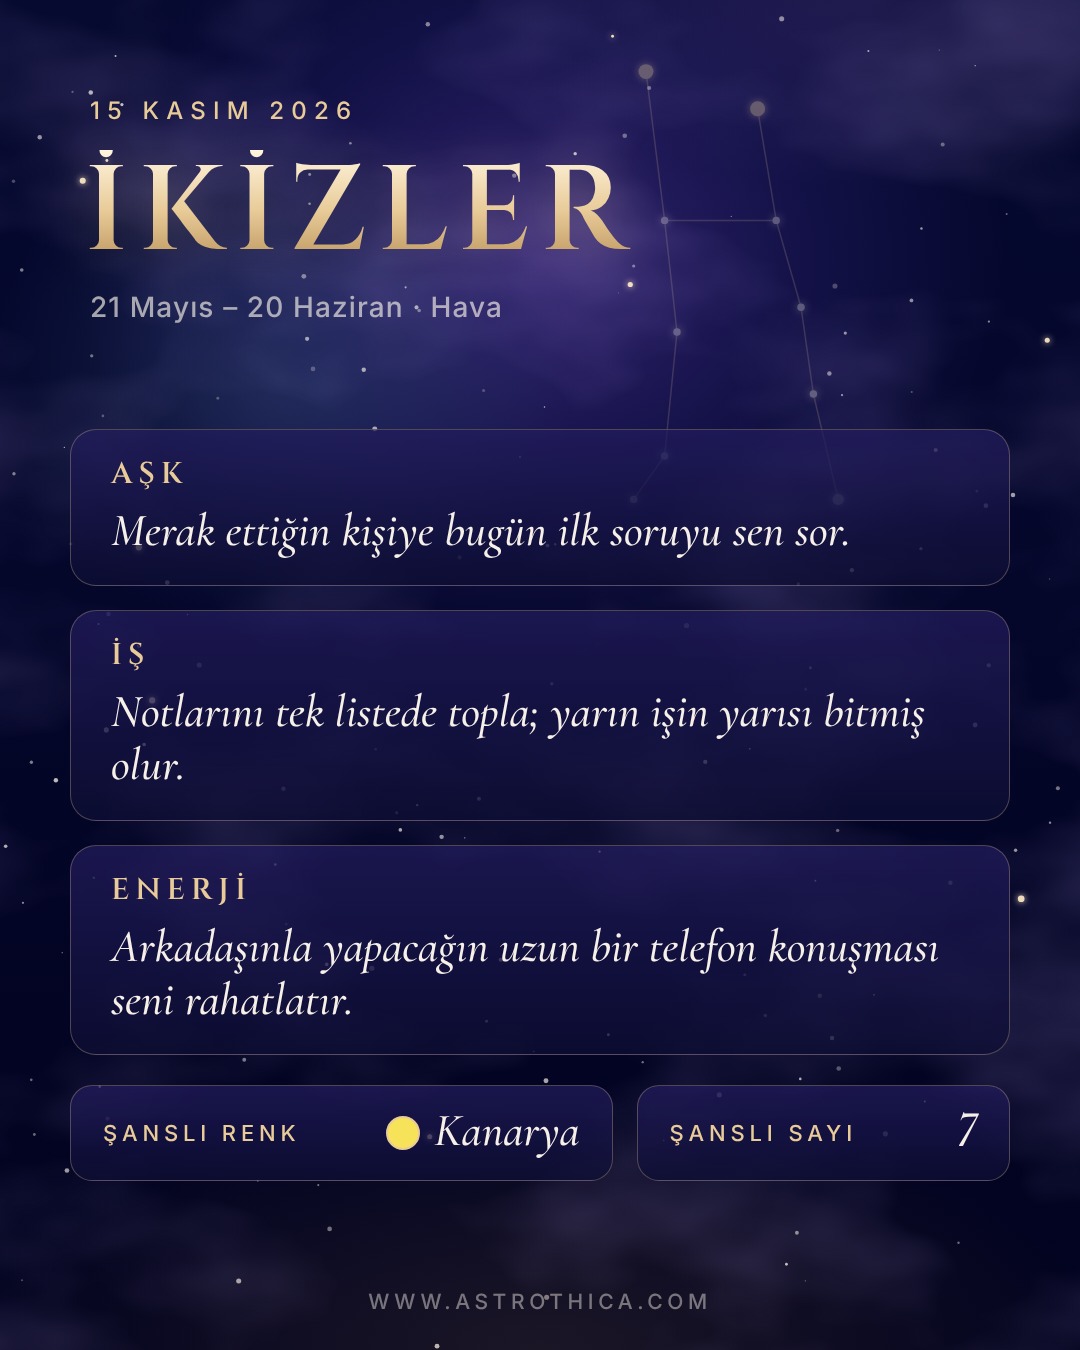 15 KASIM 2026
İKİZLER
21 Mayıs – 20 Haziran · Hava
AŞK
Merak ettiğin kişiye bugün ilk soruyu sen sor.
İŞ
Notlarını tek listede topla; yarın işin yarısı bitmiş
olur.
ENERJİ
Arkadaşınla yapacağın uzun bir telefon konuşması
seni rahatlatır.
ŞANSLI RENK Kanarya
ŞANSLI SAYI 7
WWW.ASTROTHICA.COM